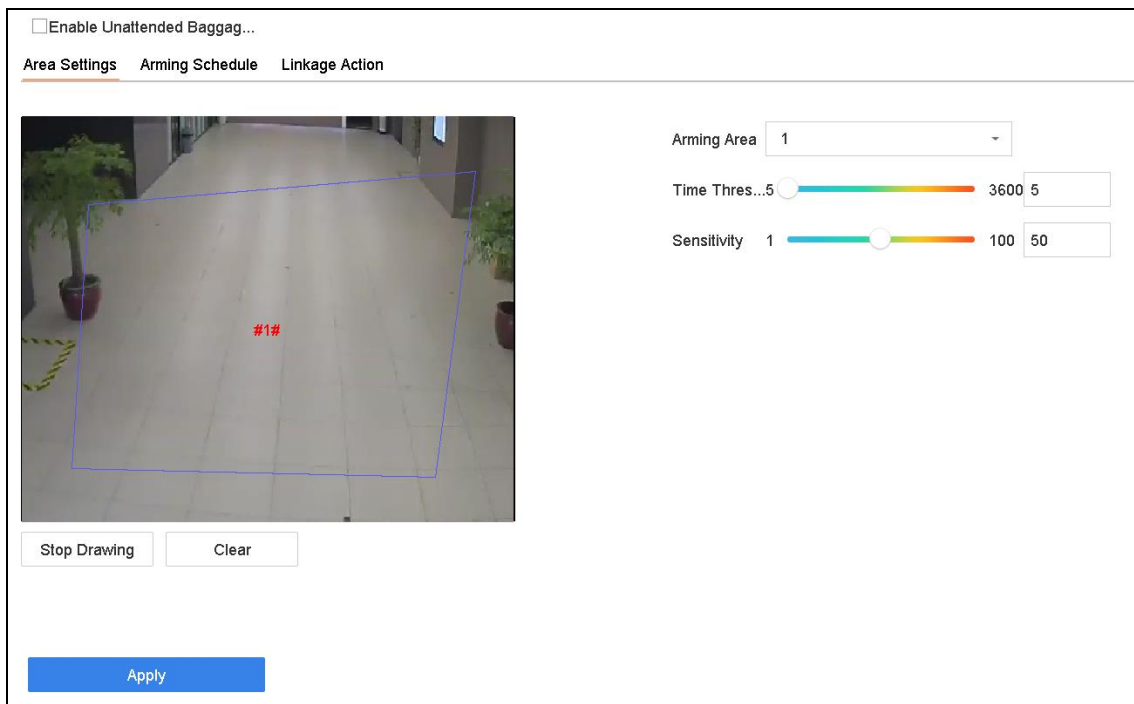 Enable Unattended Baggag...
Area Settings Arming Schedule Linkage Action
Arming Area 1
Time Thres...5 3600 5
Sensitivity 1 100 50
#1#
Stop Drawing Clear
Apply